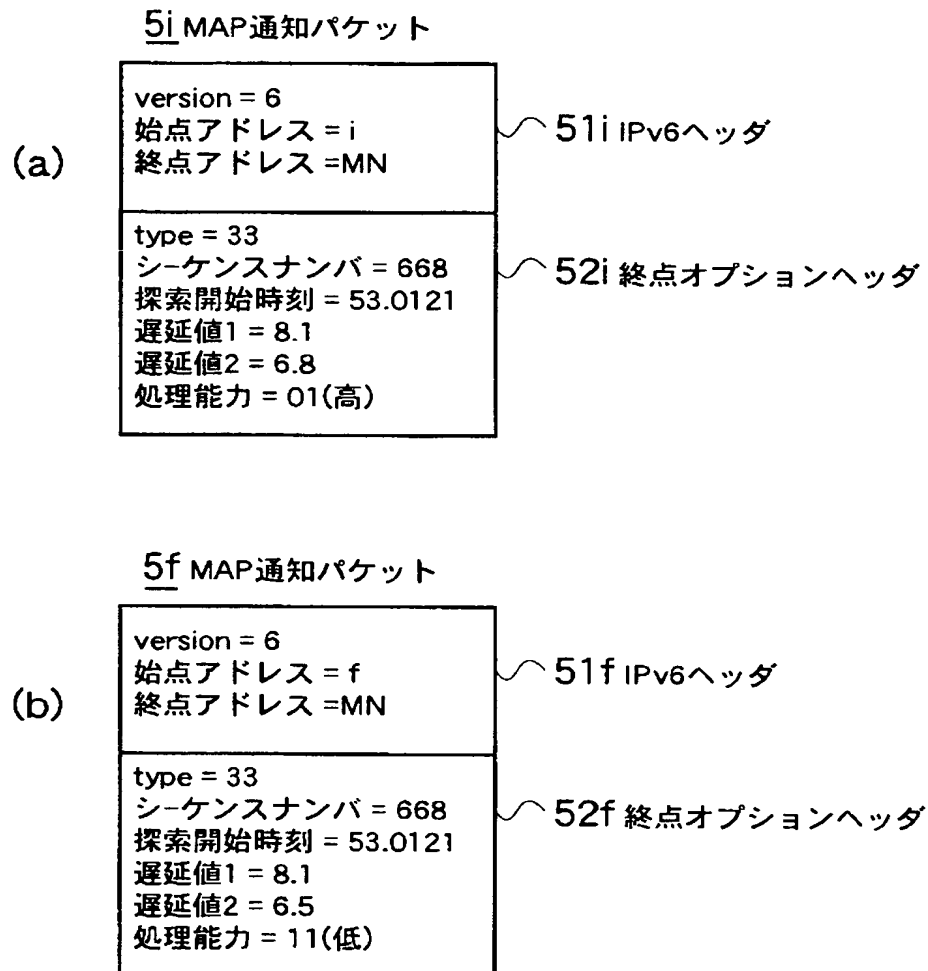 5i MAP通知パケット
(a)
version = 6
始点アドレス = i
終点アドレス =MN
51i IPv6ヘッダ
type = 33
シーケンスナンバ = 668
探索開始時刻 = 53.0121
遅延値1 = 8.1
遅延値2 = 6.8
処理能力 = 01(高)
52i 終点オプションヘッダ
5f MAP通知パケット
(b)
version = 6
始点アドレス = f
終点アドレス =MN
51f IPv6ヘッダ
type = 33
シーケンスナンバ = 668
探索開始時刻 = 53.0121
遅延値1 = 8.1
遅延値2 = 6.5
処理能力 = 11(低)
52f 終点オプションヘッダ